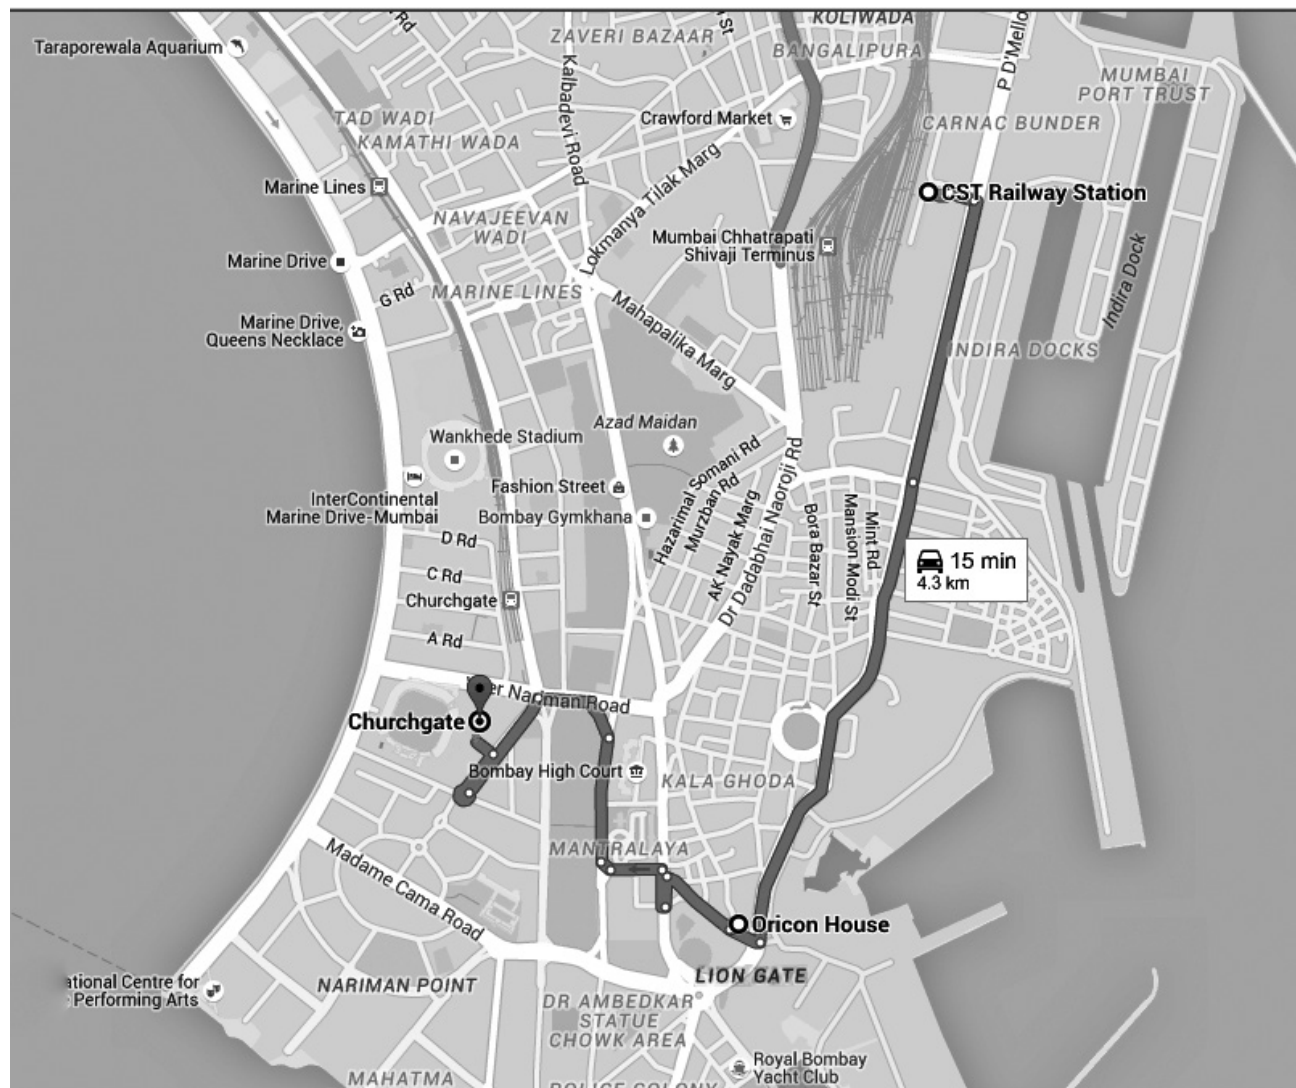 KOLIWADA
ZAVERI BAZAAR
BANGALIPURA
Taraporewala Aquarium
Kalbadevi Road
P D'Mello
MUMBAI
PORT TRUST
TAD WADI
KAMATHI WADA
Crawford Market
CARNAC BUNDER
Marine Lines
Lokmanya Tilak Marg
CST Railway Station
NAVAJEEVAN
WADI
Mumbai Chhatrapati
Shivaji Terminus
Marine Drive
G Rd
MARINE LINES
Mahapalika Marg
Indira Dock
Marine Drive,
Queens Necklace
INDIRA DOCKS
Azad Maidan
Wankhede Stadium
Hazarimal Somani Rd
Murzban Rd
AK Nayak Marg
Dr Dadabhai Naoroji Rd
Fashion Street
InterContinental
Marine Drive-Mumbai
Bombay Gymkhana
Bora Bazar St
Mansion Modi St
Mint Rd
D Rd
15 min
4.3 km
C Rd
Churchgate
A Rd
Nariman Road
Churchgate
Bombay High Court
KALA GHODA
MANTRALAYA
Madame Cama Road
Oricon House
LION GATE
NARIMAN POINT
ational Centre for
Performing Arts
DR AMBEDKAR
STATUE
CHOWK AREA
Royal Bombay
Yacht Club
MAHATMA
POLICE COLONY